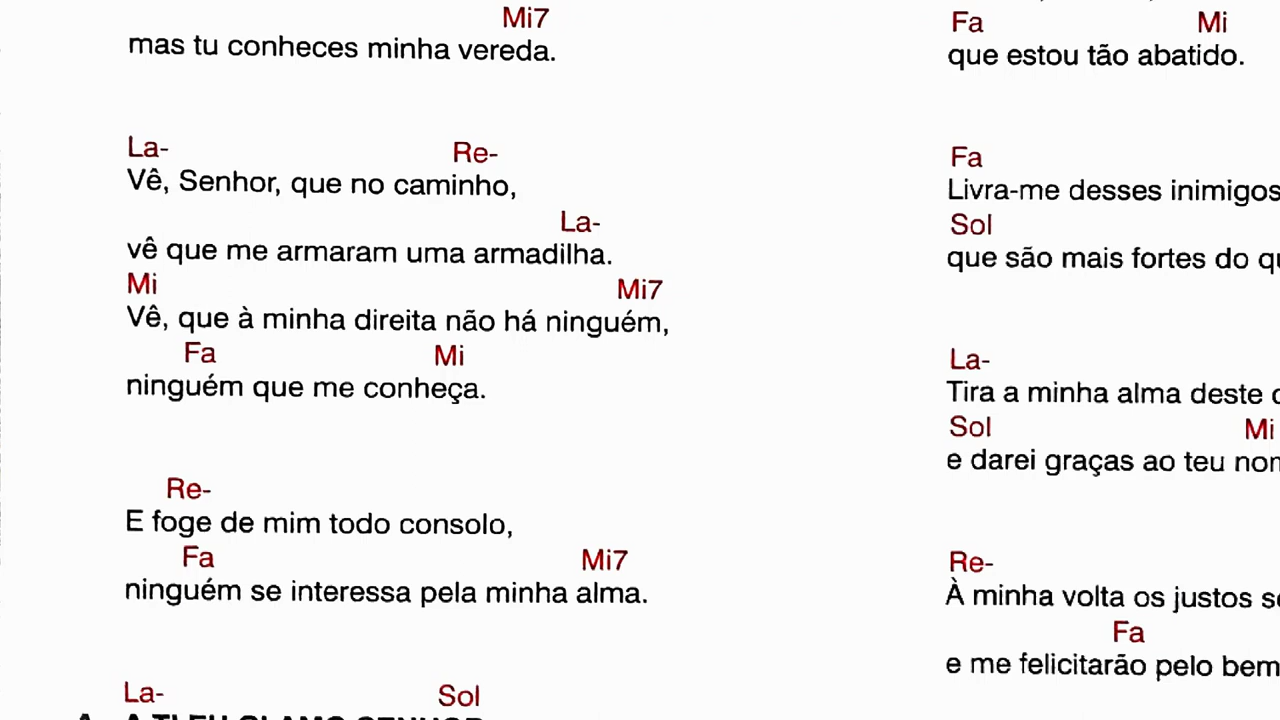 Mi7
mas tu conheces minha vereda.
La- Re-
Vê, Senhor, que no caminho,
La-
vê que me armaram uma armadilha.
Mi Mi7
Vê, que à minha direita não há ninguém,
Fa Mi
ninguém que me conheça.
Re-
E foge de mim todo consolo,
Fa Mi7
ninguém se interessa pela minha alma.
La- Sol
A. A TI EU CLAMO SENHOR
Fa Mi
que estou tão abatido.
Fa
Livra-me desses inimigos
Sol
que são mais fortes do
La-
Tira a minha alma deste
Sol Mi
e darei graças ao teu
Re-
À minha volta os justos
Fa
e me felicitarão pelo bem